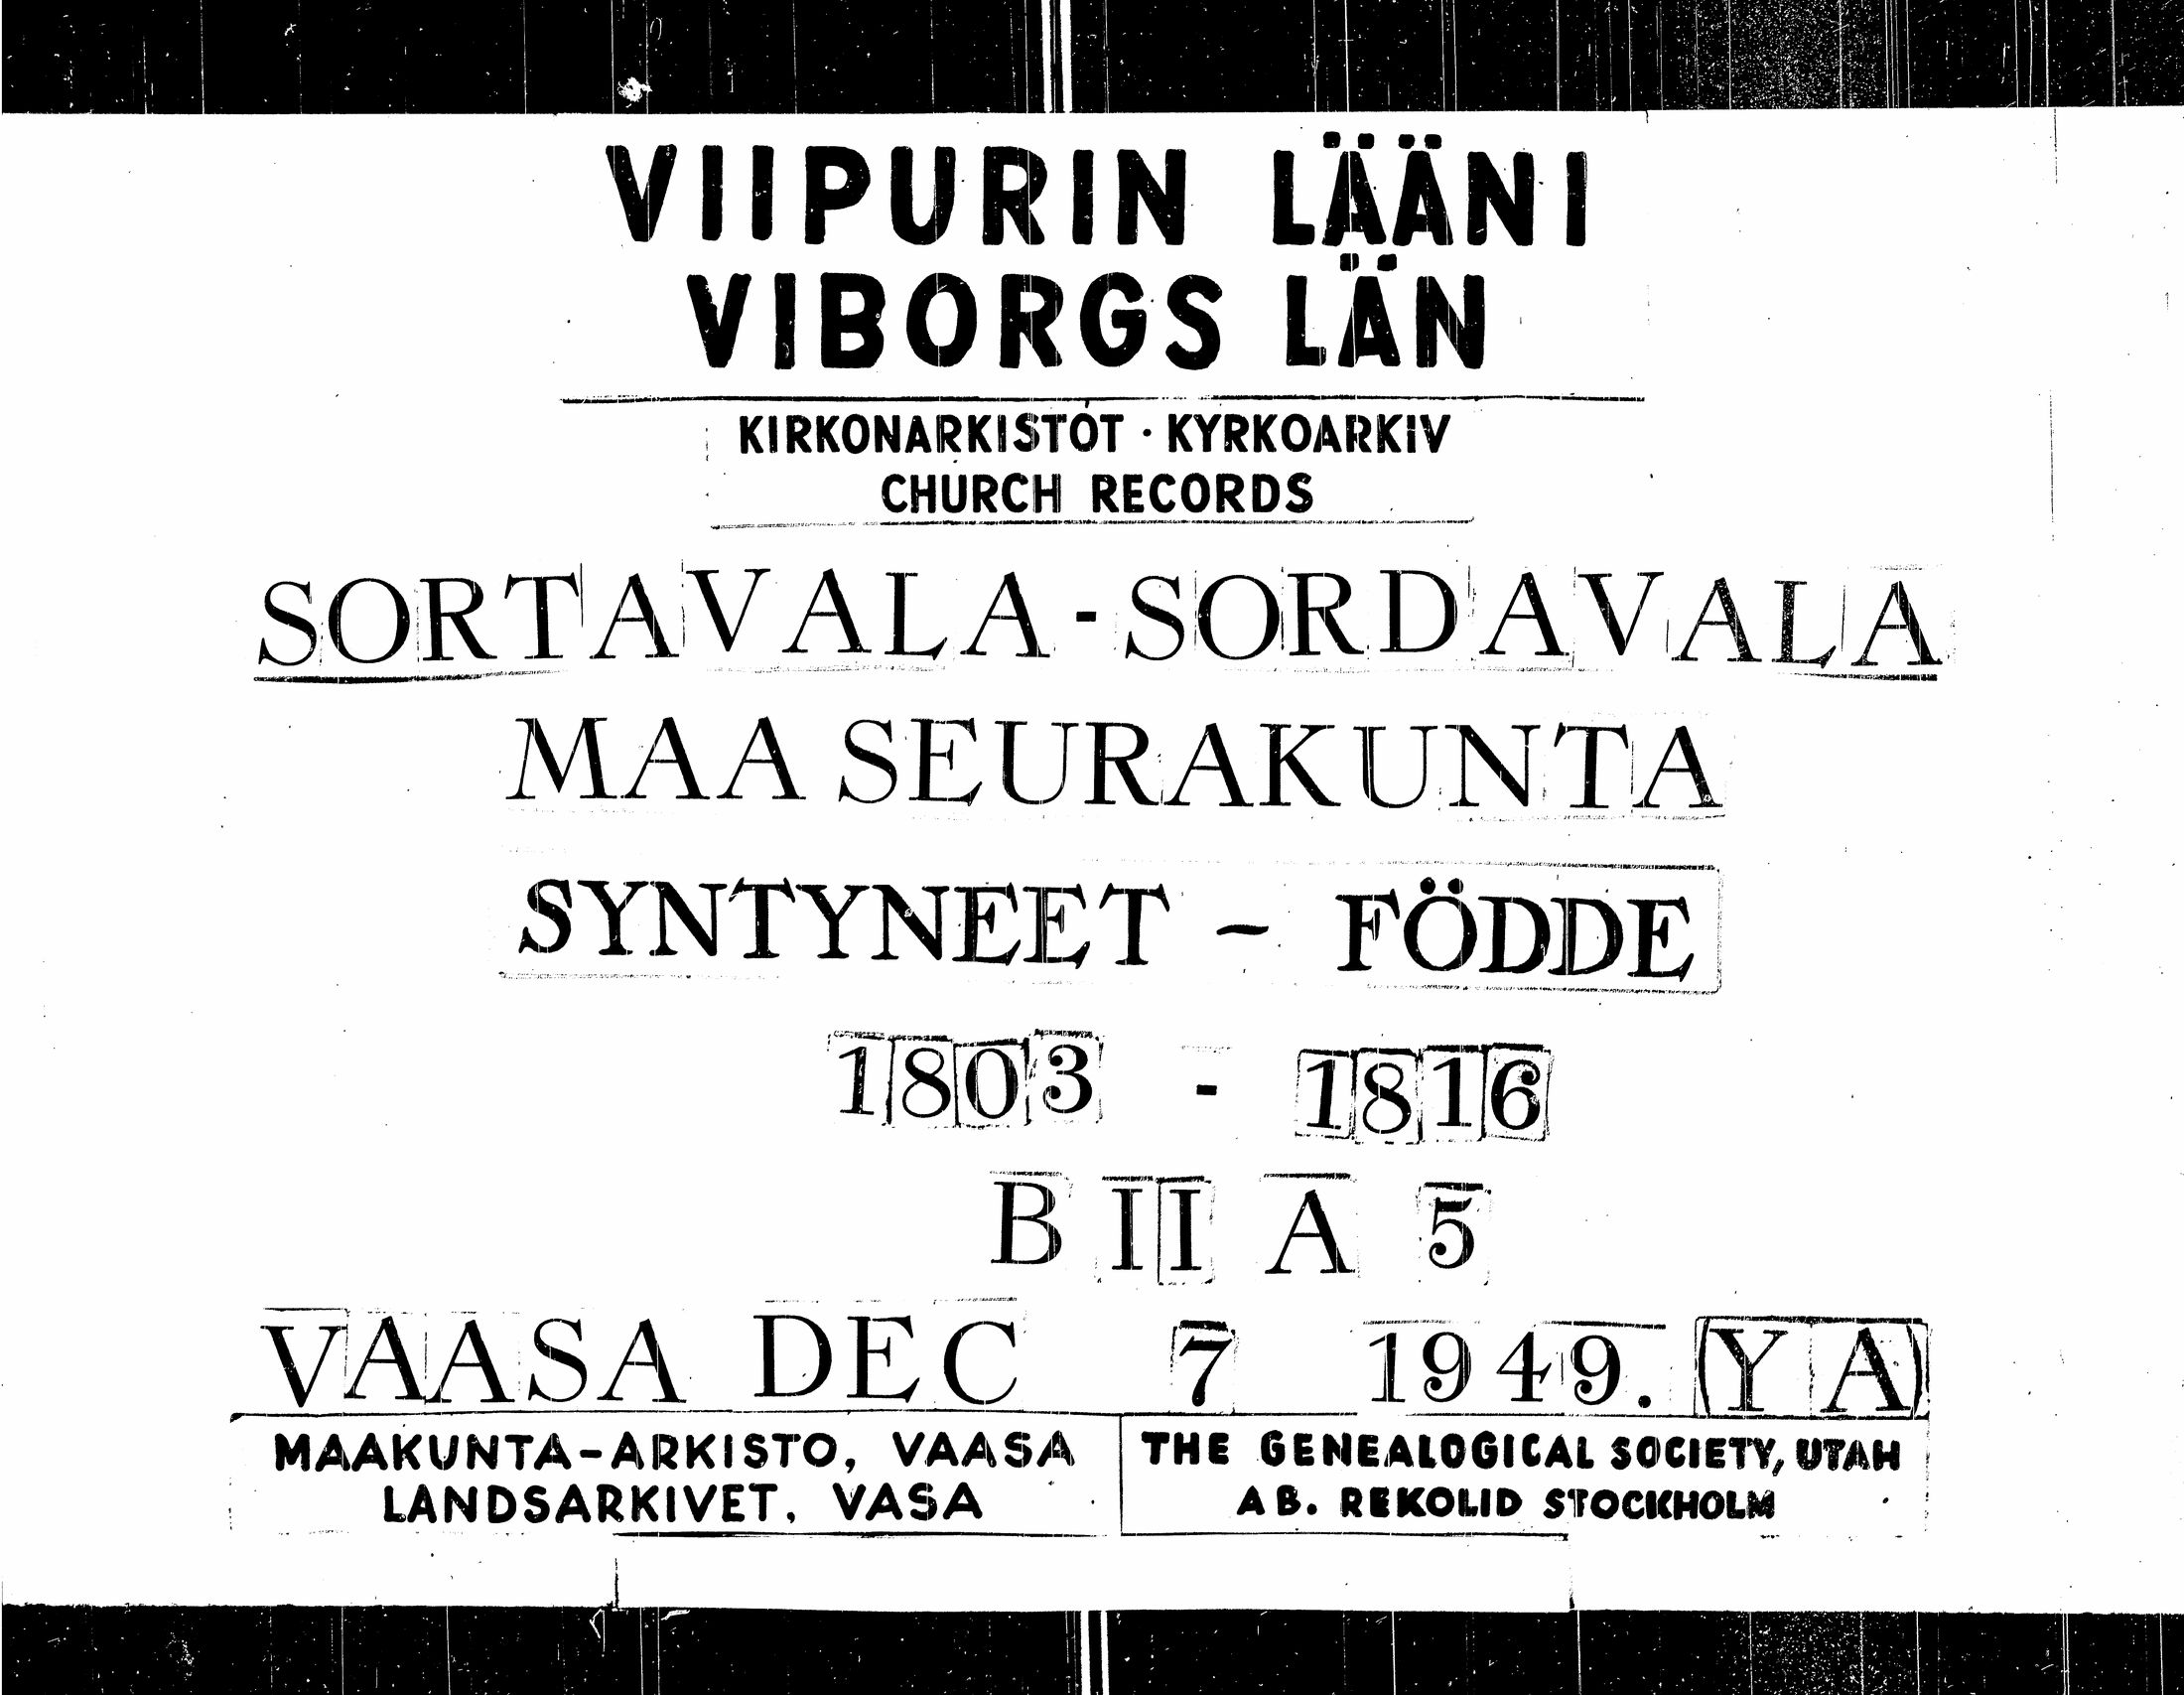 VIIPURIN LÄÄNI
VIBORGS LÄN
KIRKONARKISTOT · KYRKOARKIV
CHURCH RECORDS
SORTAVALA - SORDAVALA
MAA SEURAKUNTA
SYNTYNEET - FÖDDE
1803 - 1816
B II A 5
VAASA DEC 7 1949. (YA)
MAAKUNTA-ARKISTO, VAASA
LANDSARKIVET, VASA
THE GENEALOGICAL SOCIETY, UTAH
AB. REKOLID STOCKHOLM